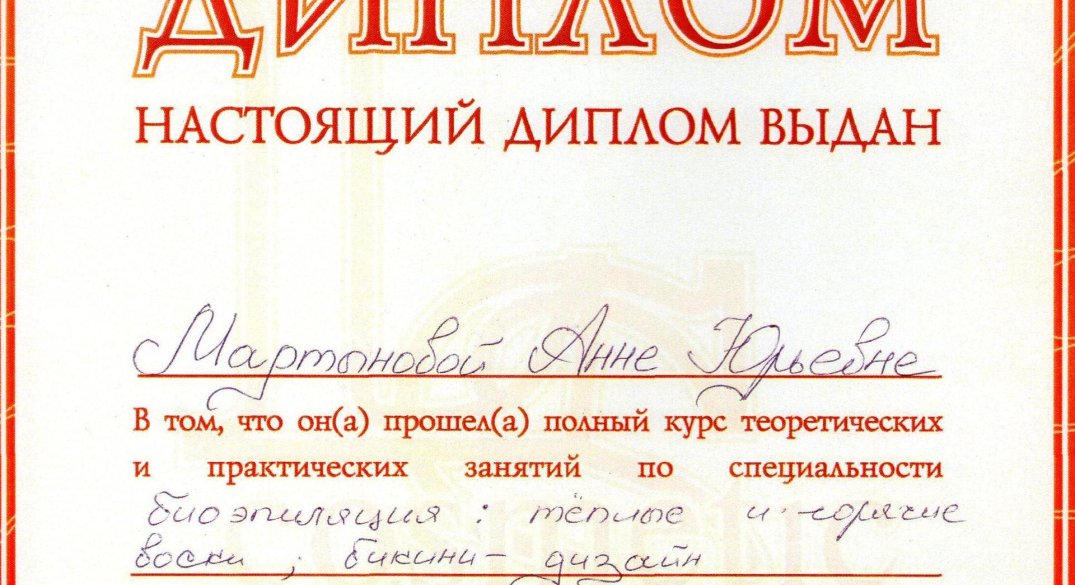 ДИПЛОМ
НАСТОЯЩИЙ ДИПЛОМ ВЫДАН
Мартыновой Анне Юрьевне
В том, что он(а) прошел(а) полный курс теоретических
и практических занятий по специальности
биоэпиляция : тёплые и горячие
воски ; бикини - дизайн